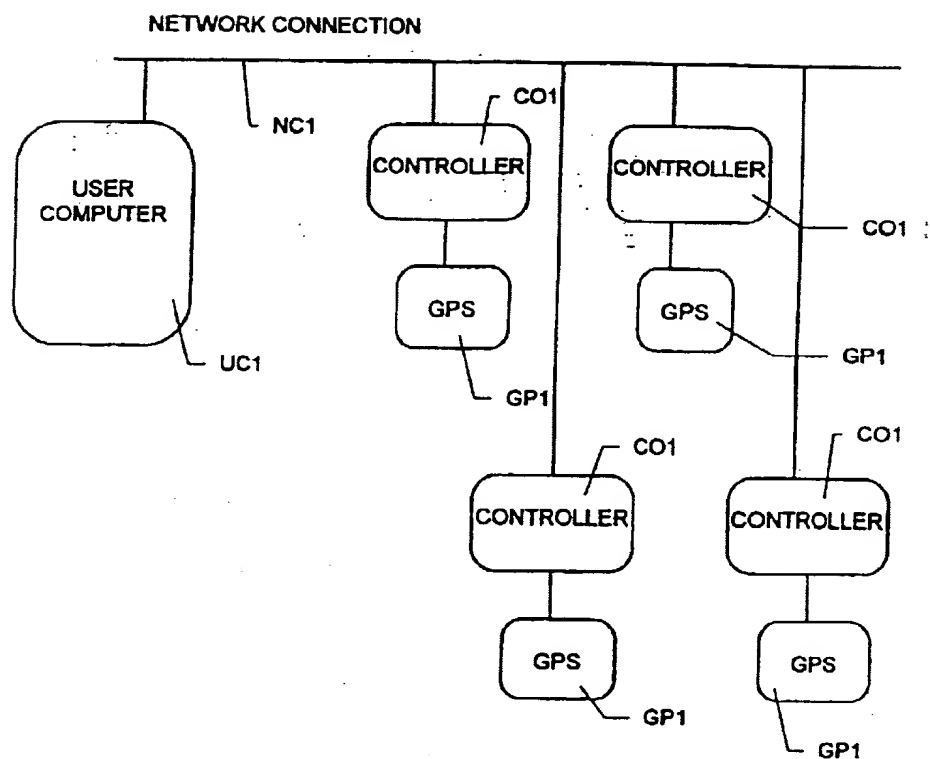 NETWORK CONNECTION
CO1
NC1
CONTROLLER
CONTROLLER
USER
COMPUTER
CO1
GPS
GPS
UC1
GP1
GP1
CO1
CO1
CONTROLLER
CONTROLLER
GPS
GPS
GP1
GP1